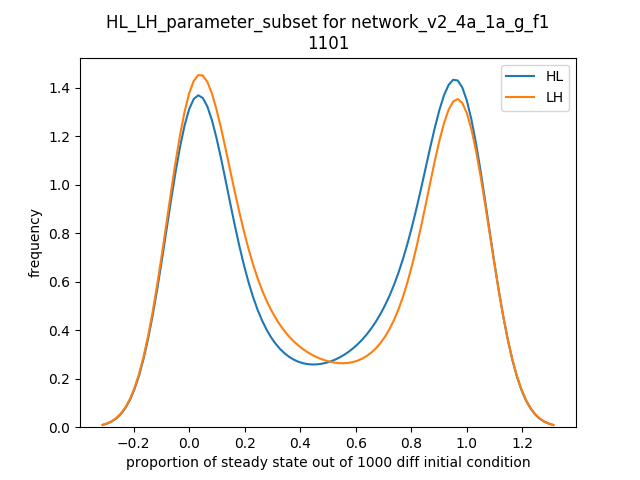 HL_LH_parameter_subset for network_v2_4a_1a_g_f1
1101
HL
LH
frequency
1.4
1.2
1.0
0.8
0.6
0.4
0.2
0.0
−0.2 0.0 0.2 0.4 0.6 0.8 1.0 1.2
proportion of steady state out of 1000 diff initial condition